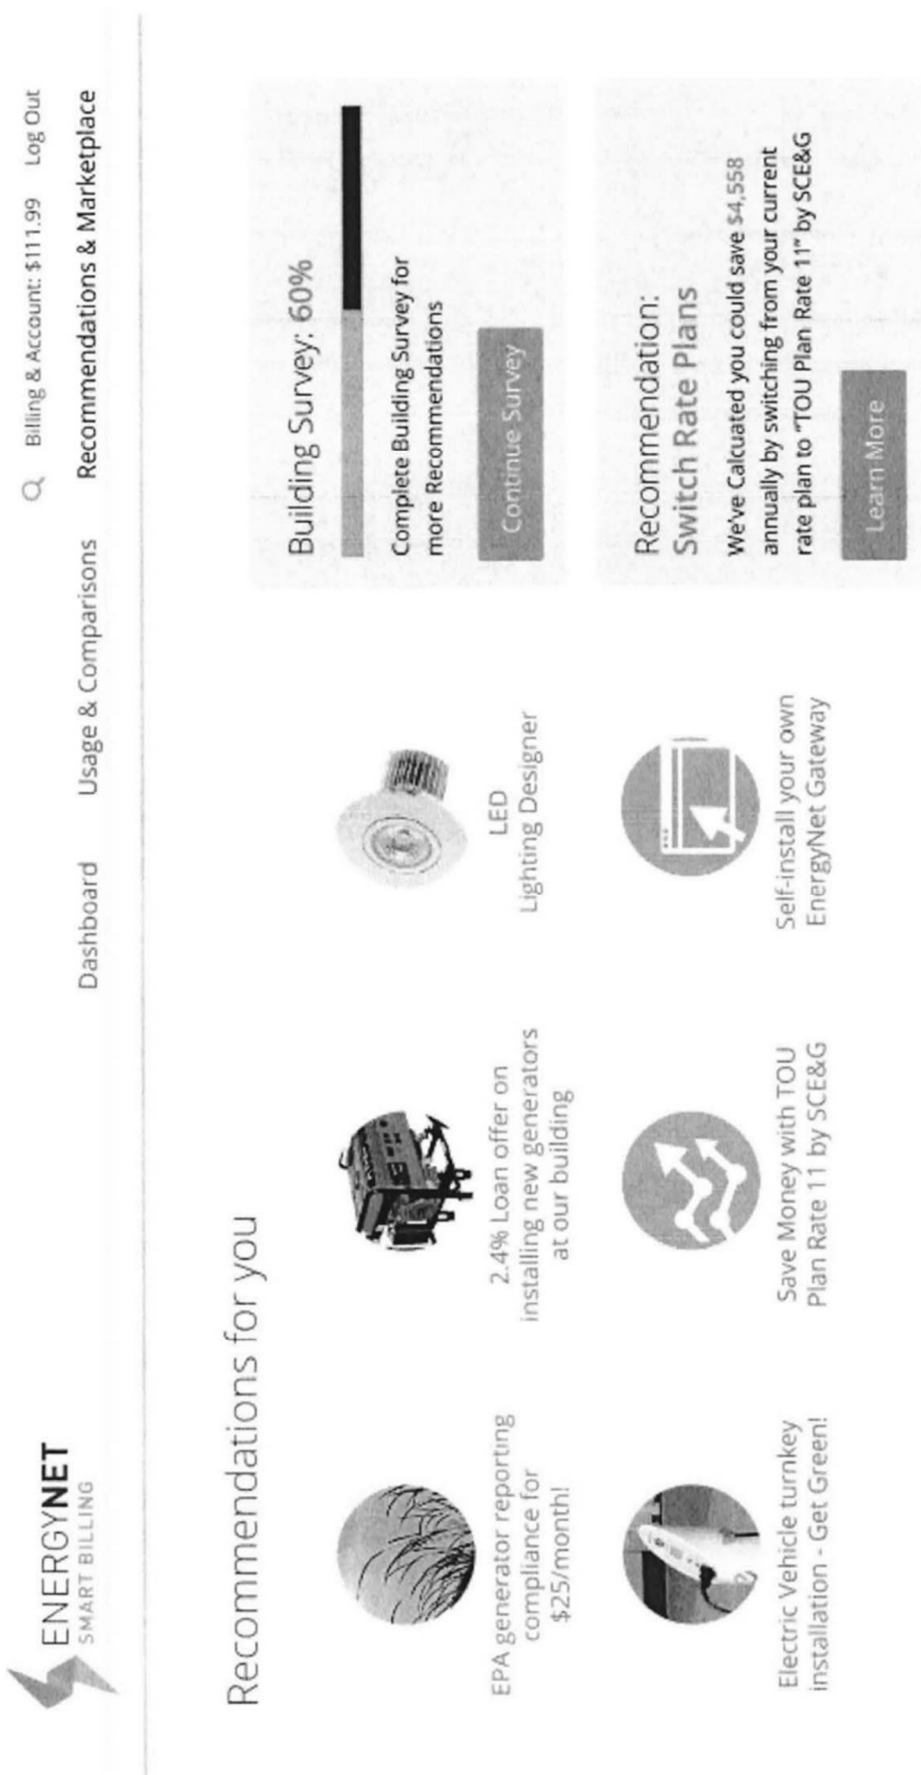 ENERGYNET
SMART BILLING
Billing & Account: $111.99 Log Out
Dashboard Usage & Comparisons Recommendations & Marketplace
Recommendations for you
EPA generator reporting
compliance for
$25/month!
2.4% Loan offer on
installing new generators
at our building
LED
Lighting Designer
Electric Vehicle turnkey
installation - Get Green!
Save Money with TOU
Plan Rate 11 by SCE&G
Self-install your own
EnergyNet Gateway
Building Survey: 60%
Complete Building Survey for
more Recommendations
Continue Survey
Recommendation:
Switch Rate Plans
We've Calcuated you could save $4,558
annually by switching from your current
rate plan to "TOU Plan Rate 11" by SCE&G
Learn More